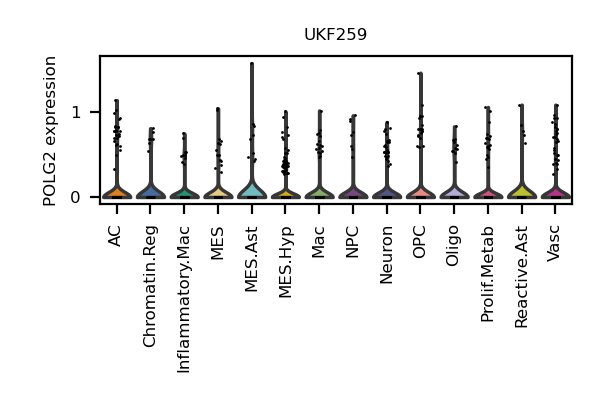 UKF259
POLG2 expression
1
0
AC
Chromatin.Reg
Inflammatory.Mac
MES
MES.Ast
MES.Hyp
Mac
NPC
Neuron
OPC
Oligo
Prolif.Metab
Reactive.Ast
Vasc